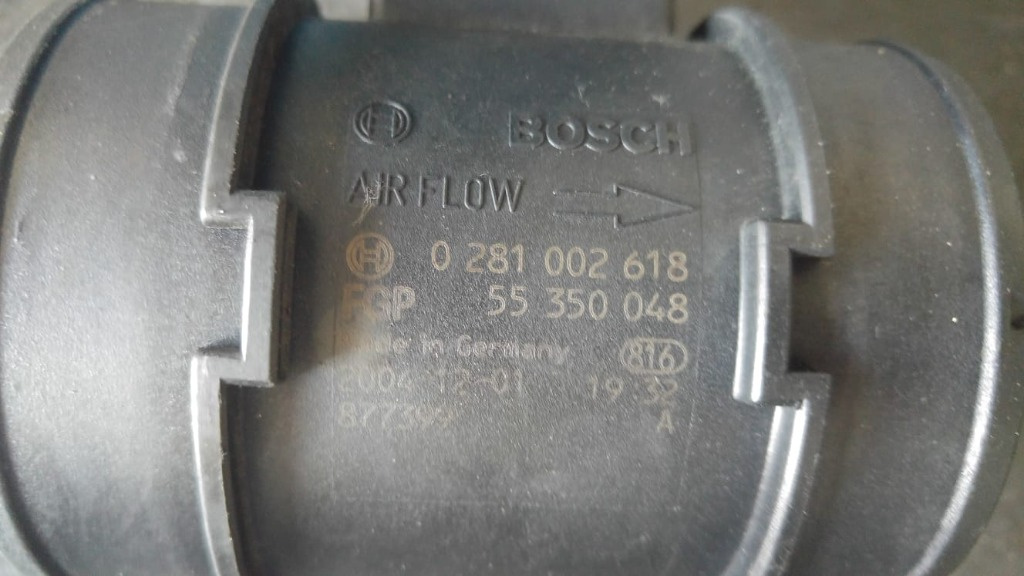 BOSCH
AIR FLOW
0 281 002 618
FGP 55 350 048
Made in Germany 816
2004-12-01 19 32
A